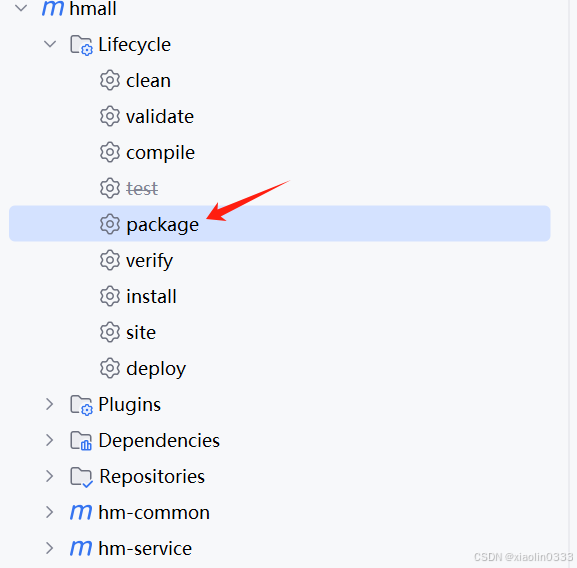 m hmall
Lifecycle
clean
validate
compile
test
package
verify
install
site
deploy
Plugins
Dependencies
Repositories
m hm-common
m hm-service
CSDN @xiaolin0333